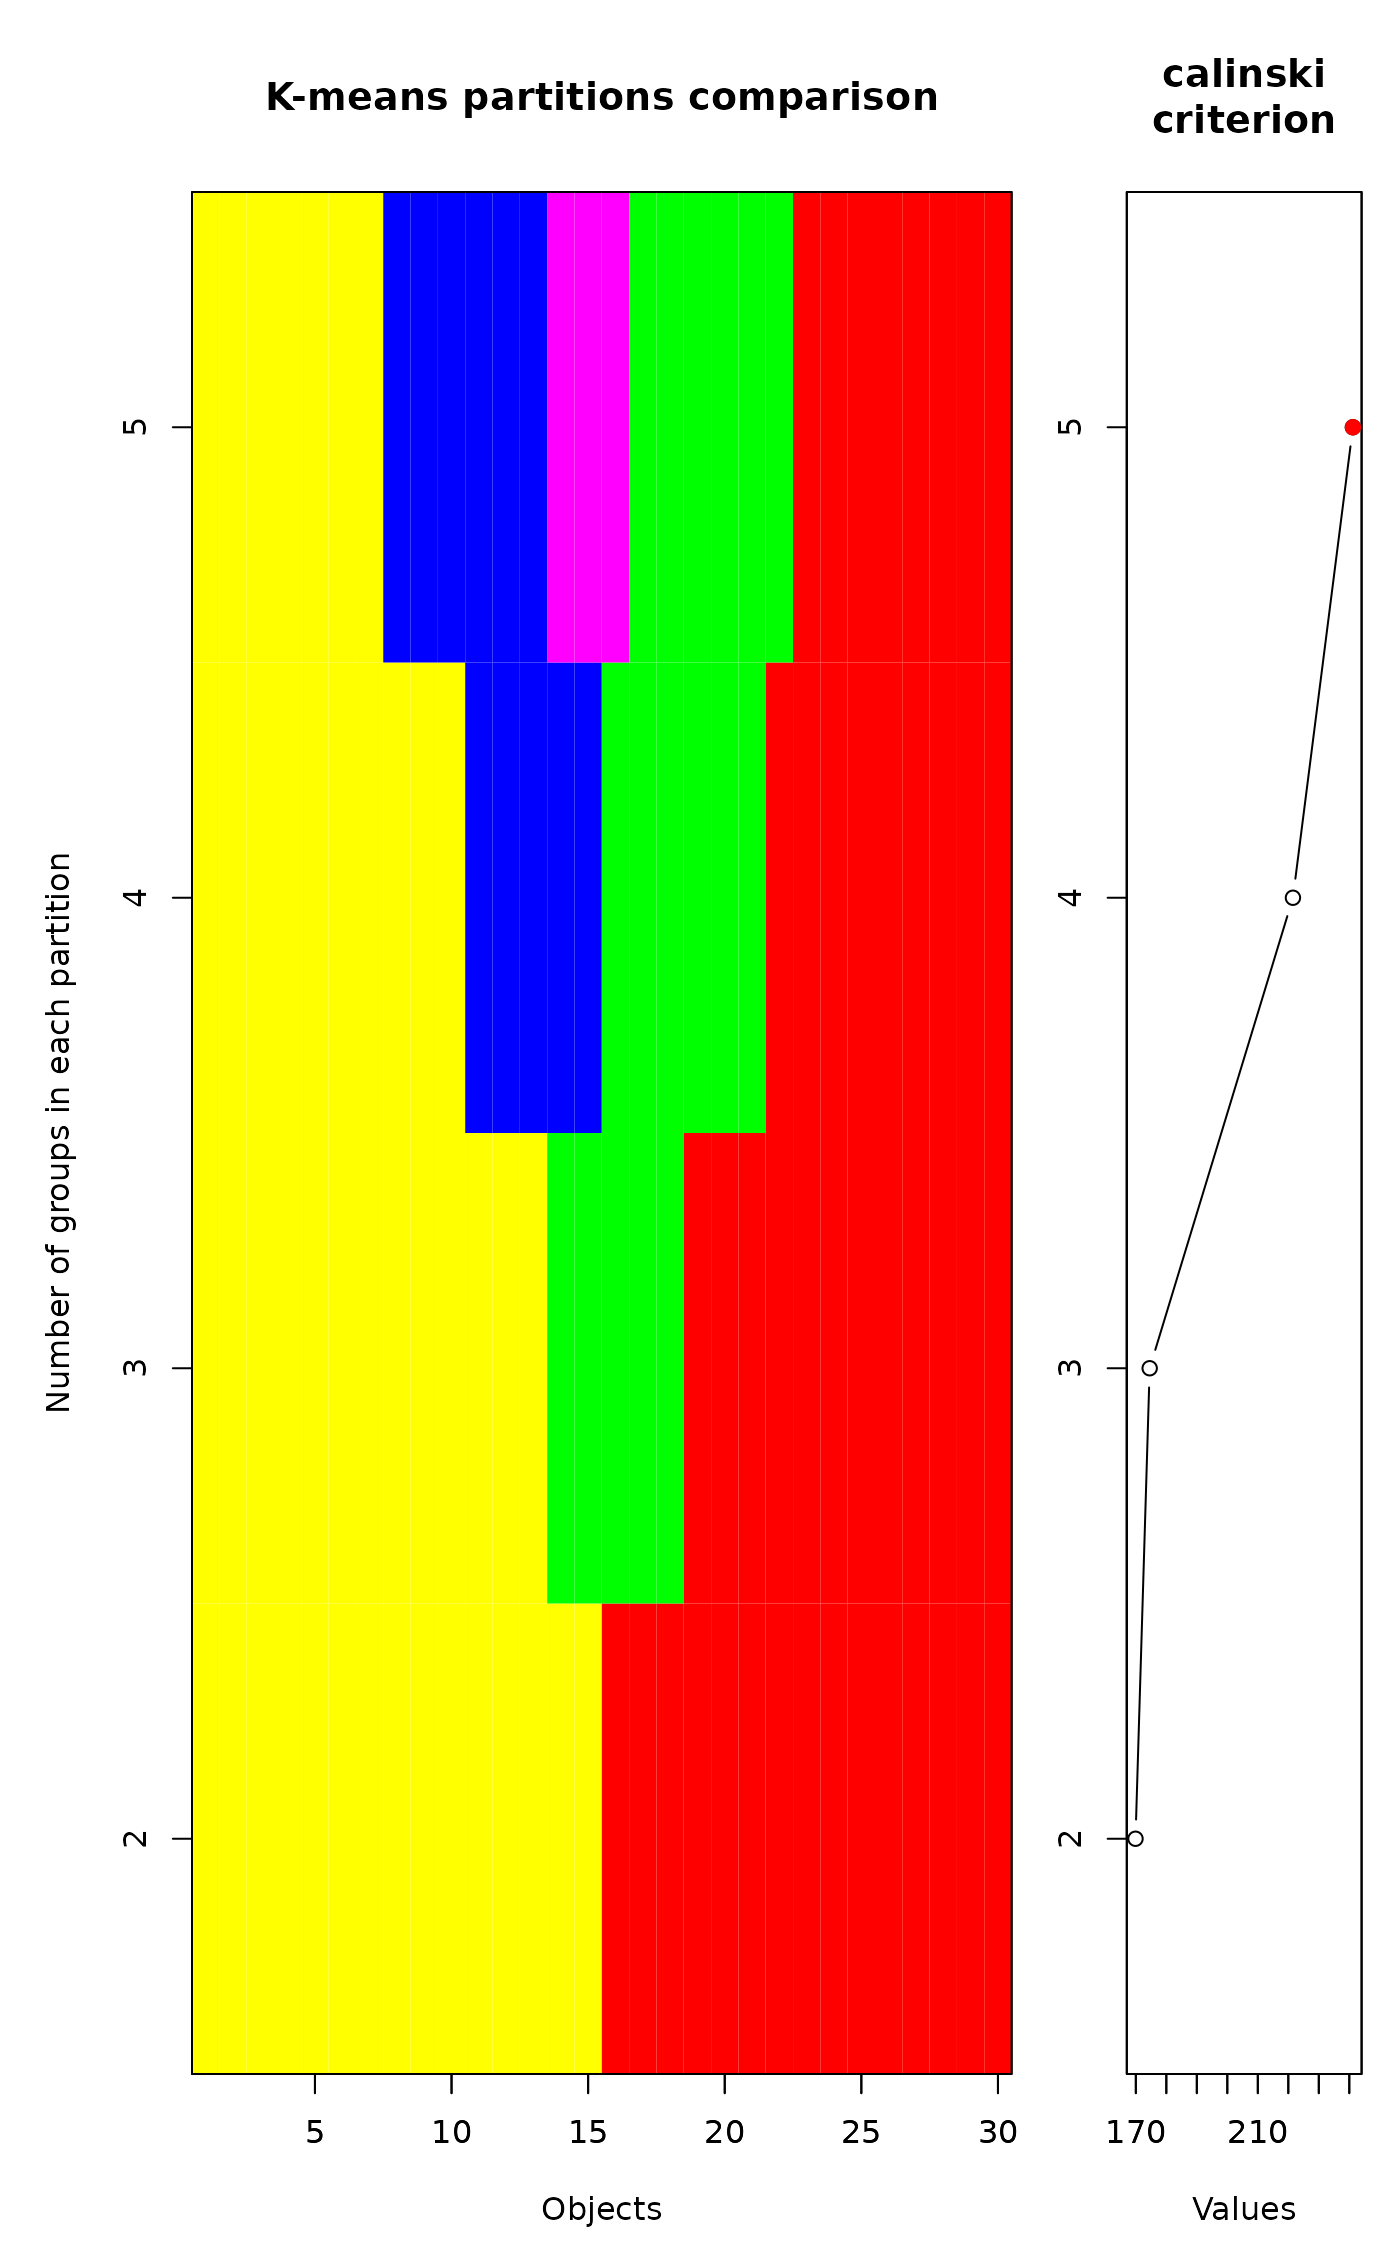 K-means partitions comparison
calinski
criterion
Number of groups in each partition
5
4
3
2
5
4
3
2
5 10 15 20 25 30
170 210
Objects
Values